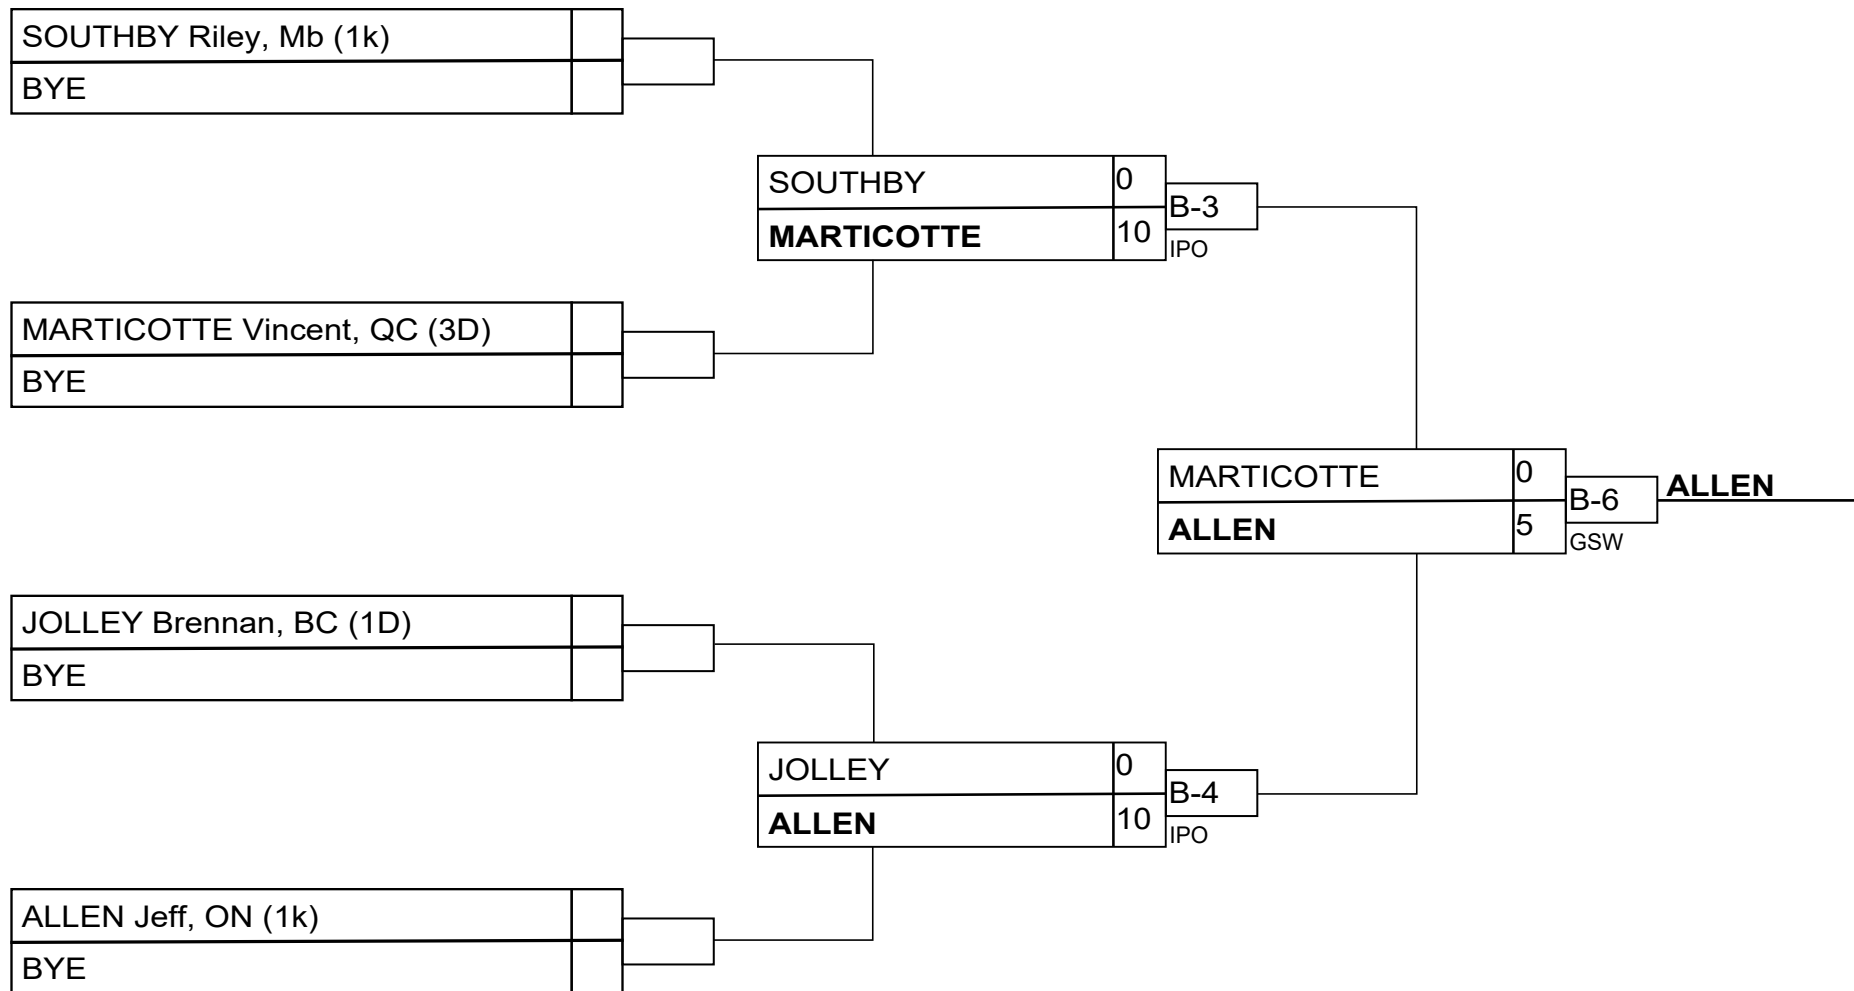 SOUTHBY Riley, Mb (1k)
BYE
SOUTHBY 0
MARTICOTTE 10
B-3
IPO
MARTICOTTE Vincent, QC (3D)
BYE
MARTICOTTE 0
ALLEN 5
B-6
GSW
ALLEN
JOLLEY Brennan, BC (1D)
BYE
JOLLEY 0
ALLEN 10
B-4
IPO
ALLEN Jeff, ON (1k)
BYE